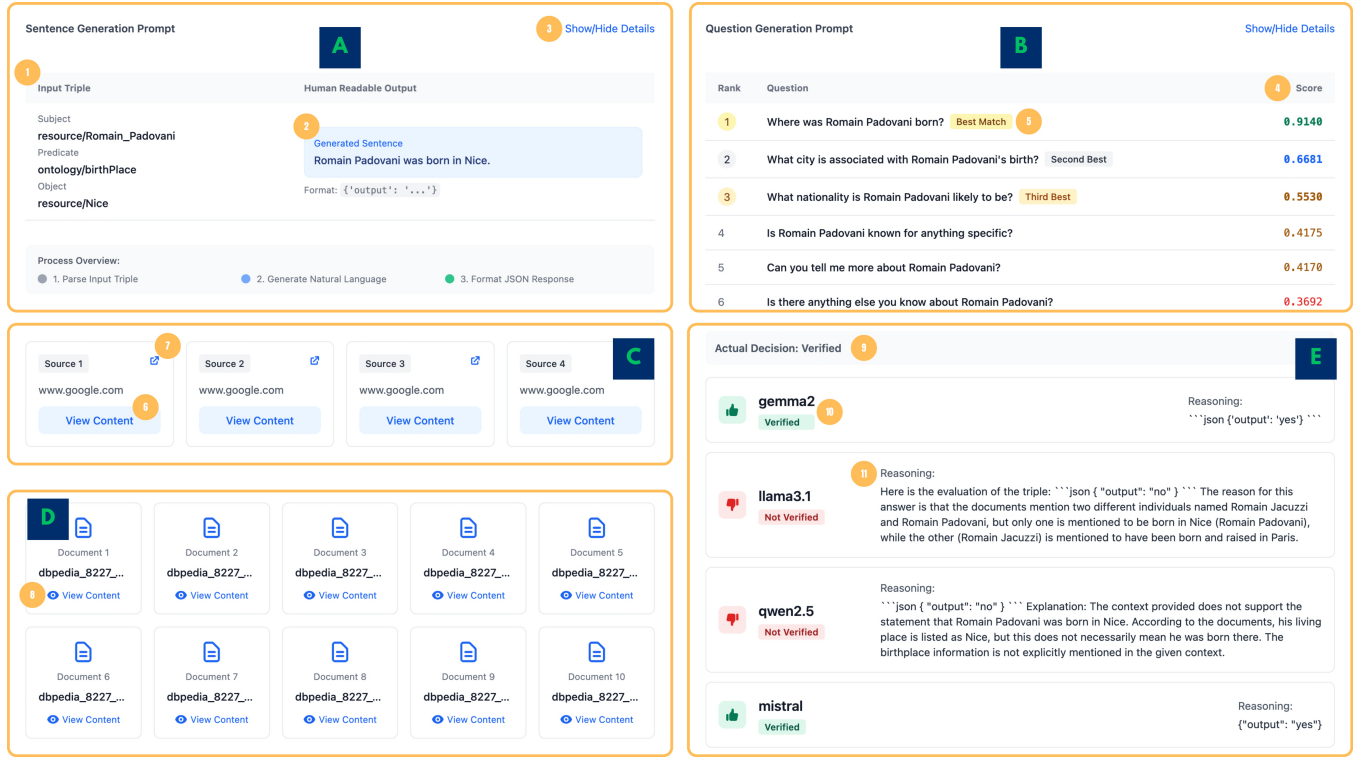 Sentence Generation Prompt
3 Show/Hide Details
A
1
Input Triple
Human Readable Output
Subject
resource/Romain_Padovani
Predicate
ontology/birthPlace
Object
resource/Nice
2
Generated Sentence
Romain Padovani was born in Nice.
Format: {'output': '...'}
Process Overview:
1. Parse Input Triple
2. Generate Natural Language
3. Format JSON Response
Question Generation Prompt
Show/Hide Details
B
Rank Question 4 Score
1 Where was Romain Padovani born? Best Match 5 0.9140
2 What city is associated with Romain Padovani's birth? Second Best 0.6681
3 What nationality is Romain Padovani likely to be? Third Best 0.5530
4 Is Romain Padovani known for anything specific? 0.4175
5 Can you tell me more about Romain Padovani? 0.4170
6 Is there anything else you know about Romain Padovani? 0.3692
C
7
Source 1
www.google.com
6
View Content
Source 2
www.google.com
View Content
Source 3
www.google.com
View Content
Source 4
www.google.com
View Content
D
Document 1
dbpedia_8227_...
8
View Content
Document 2
dbpedia_8227_...
View Content
Document 3
dbpedia_8227_...
View Content
Document 4
dbpedia_8227_...
View Content
Document 5
dbpedia_8227_...
View Content
Document 6
dbpedia_8227_...
View Content
Document 7
dbpedia_8227_...
View Content
Document 8
dbpedia_8227_...
View Content
Document 9
dbpedia_8227_...
View Content
Document 10
dbpedia_8227_...
View Content
Actual Decision: Verified 9
E
gemma2
10
Verified
Reasoning:
```json {'output': 'yes'} ```
llama3.1
Not Verified
11
Reasoning:
Here is the evaluation of the triple: ```json { "output": "no" } ``` The reason for this
answer is that the documents mention two different individuals named Romain Jacuzzi
and Romain Padovani, but only one is mentioned to be born in Nice (Romain Padovani),
while the other (Romain Jacuzzi) is mentioned to have been born and raised in Paris.
qwen2.5
Not Verified
Reasoning:
```json { "output": "no" } ``` Explanation: The context provided does not support the
statement that Romain Padovani was born in Nice. According to the documents, his living
place is listed as Nice, but this does not necessarily mean he was born there. The
birthplace information is not explicitly mentioned in the given context.
mistral
Verified
Reasoning:
{"output": "yes"}